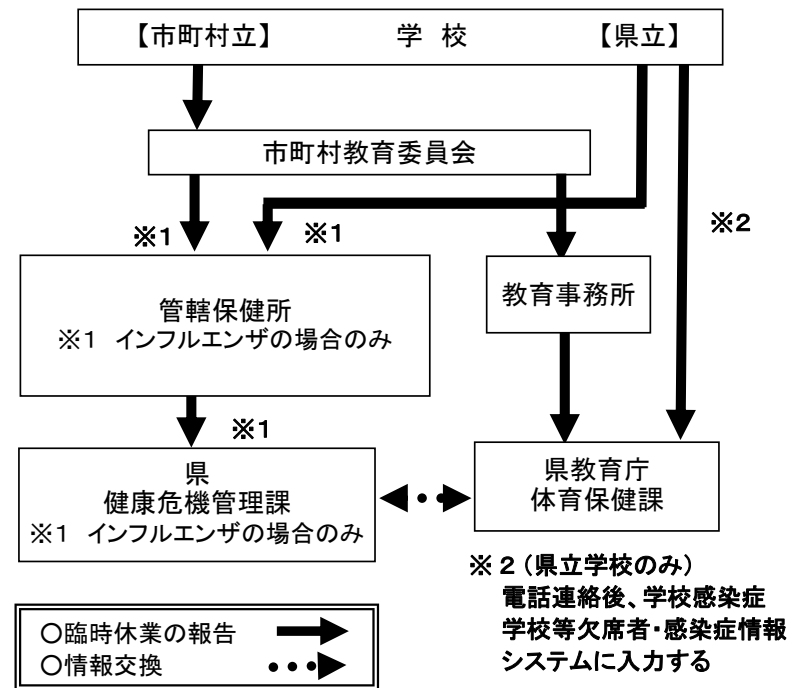 【市町村立】 学 校 【県立】
市町村教育委員会
※1 ※1 ※2
管轄保健所
※1 インフルエンザの場合のみ
教育事務所
※1
県
健康危機管理課
※1 インフルエンザの場合のみ
県教育庁
体育保健課
※2(県立学校のみ)
電話連絡後、学校感染症
学校等欠席者・感染症情報
システムに入力する
○臨時休業の報告
○情報交換